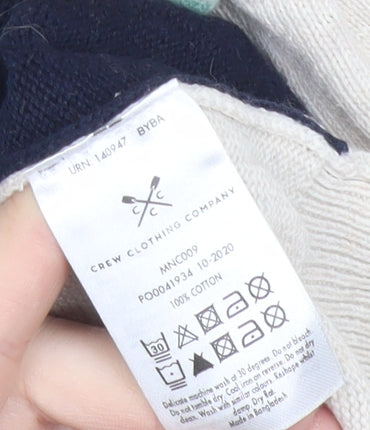 URN 140947 BYBA
C C
C
CREW CLOTHING COMPANY
MNC009
PO0041934 10-2020
100% COTTON
30
Delicate machine wash at 30 degrees. Do not bleach.
Do not tumble dry. Cool iron on reverse. Do not dry
clean. Wash with similar colours. Reshape whilst
damp. Dry flat.
Made in Bangladesh